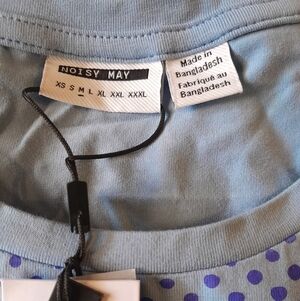 NOISY MAY
XS S M L XL XXL XXXL
Made in
Bangladesh
Fabriqué au
Bangladesh